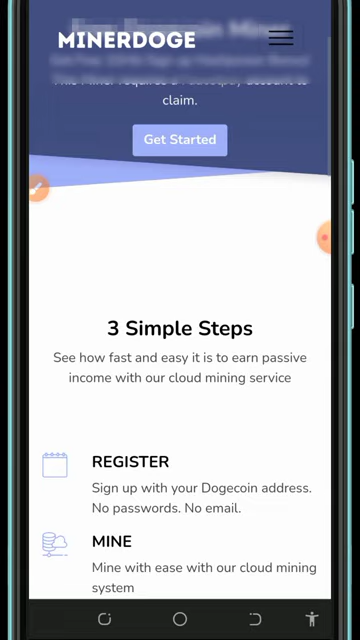 MINERDOGE
claim.
Get Started
3 Simple Steps
See how fast and easy it is to earn passive
income with our cloud mining service
REGISTER
Sign up with your Dogecoin address.
No passwords. No email.
MINE
Mine with ease with our cloud mining
system